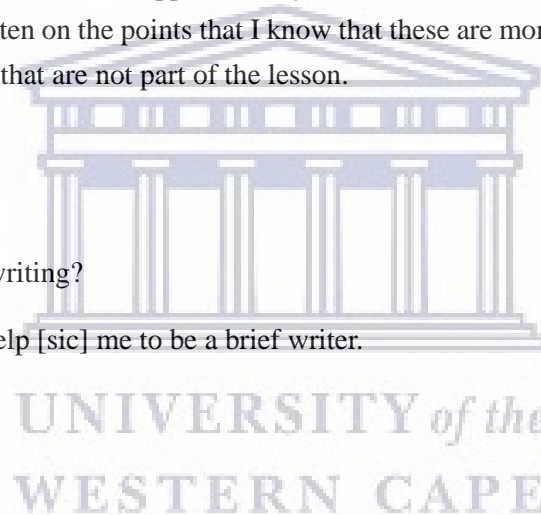 ten on the points that I know that these are mor
that are not part of the lesson.
writing?
elp [sic] me to be a brief writer.
UNIVERSITY of the
WESTERN CAPE